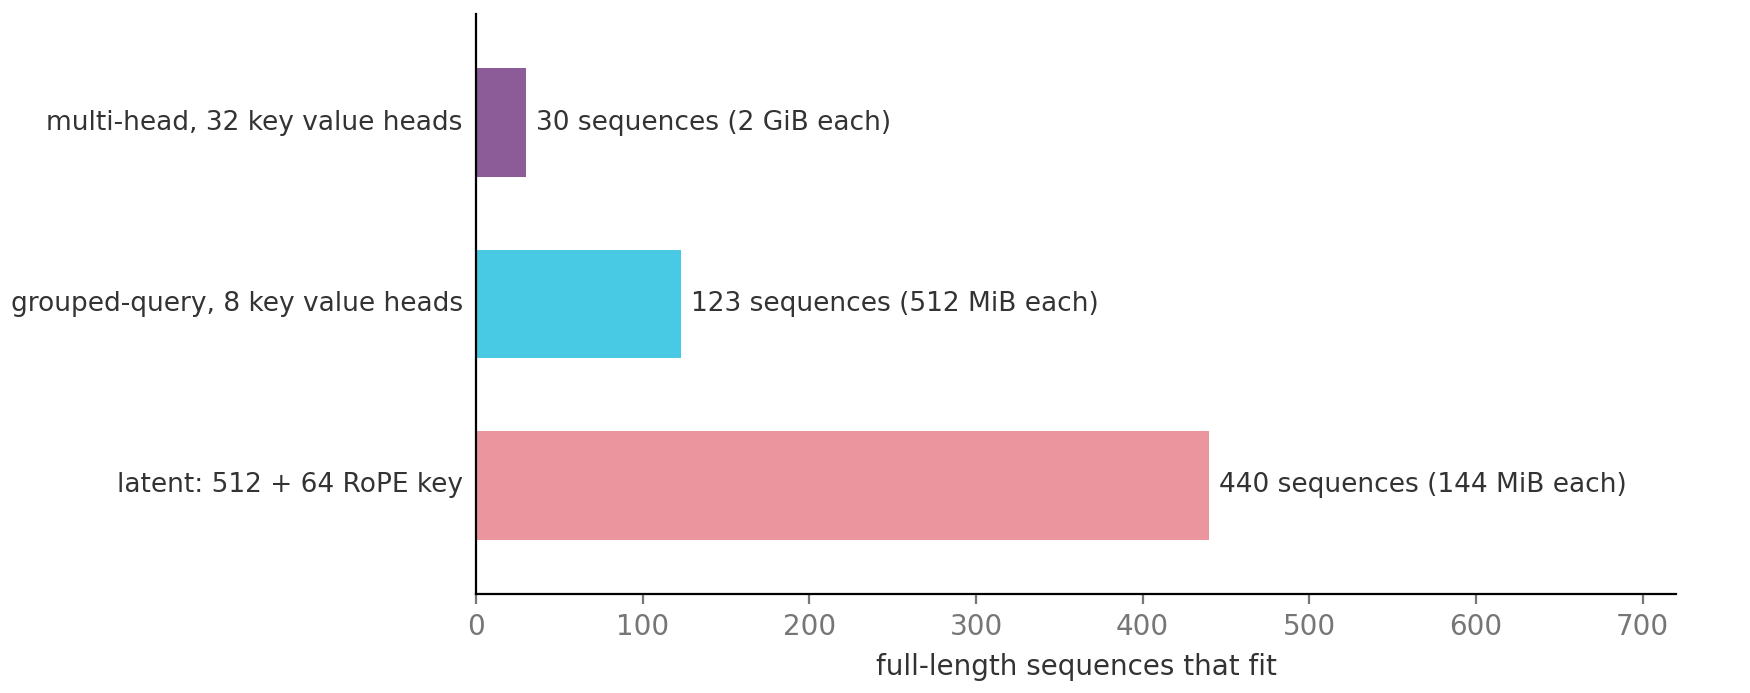 multi-head, 32 key value heads
30 sequences (2 GiB each)
grouped-query, 8 key value heads
123 sequences (512 MiB each)
latent: 512 + 64 RoPE key
440 sequences (144 MiB each)
0 100 200 300 400 500 600 700
full-length sequences that fit